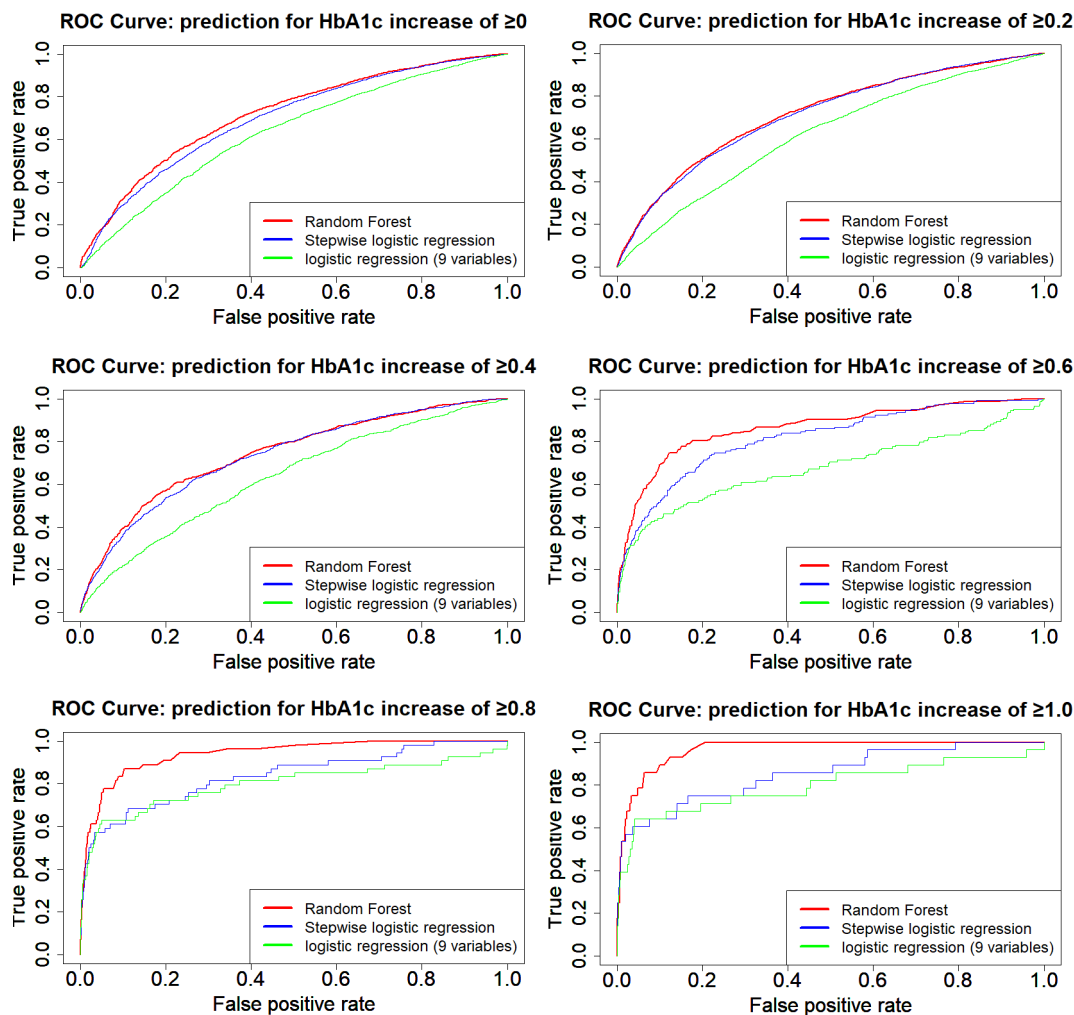 ROC Curve: prediction for HbA1c increase of ≥0
True positive rate
1.0
0.8
0.6
0.4
0.2
0.0
Random Forest
Stepwise logistic regression
logistic regression (9 variables)
0.0 0.2 0.4 0.6 0.8 1.0
False positive rate
ROC Curve: prediction for HbA1c increase of ≥0.2
True positive rate
1.0
0.8
0.6
0.4
0.2
0.0
Random Forest
Stepwise logistic regression
logistic regression (9 variables)
0.0 0.2 0.4 0.6 0.8 1.0
False positive rate
ROC Curve: prediction for HbA1c increase of ≥0.4
True positive rate
1.0
0.8
0.6
0.4
0.2
0.0
Random Forest
Stepwise logistic regression
logistic regression (9 variables)
0.0 0.2 0.4 0.6 0.8 1.0
False positive rate
ROC Curve: prediction for HbA1c increase of ≥0.6
True positive rate
1.0
0.8
0.6
0.4
0.2
0.0
Random Forest
Stepwise logistic regression
logistic regression (9 variables)
0.0 0.2 0.4 0.6 0.8 1.0
False positive rate
ROC Curve: prediction for HbA1c increase of ≥0.8
True positive rate
1.0
0.8
0.6
0.4
0.2
0.0
Random Forest
Stepwise logistic regression
logistic regression (9 variables)
0.0 0.2 0.4 0.6 0.8 1.0
False positive rate
ROC Curve: prediction for HbA1c increase of ≥1.0
True positive rate
1.0
0.8
0.6
0.4
0.2
0.0
Random Forest
Stepwise logistic regression
logistic regression (9 variables)
0.0 0.2 0.4 0.6 0.8 1.0
False positive rate